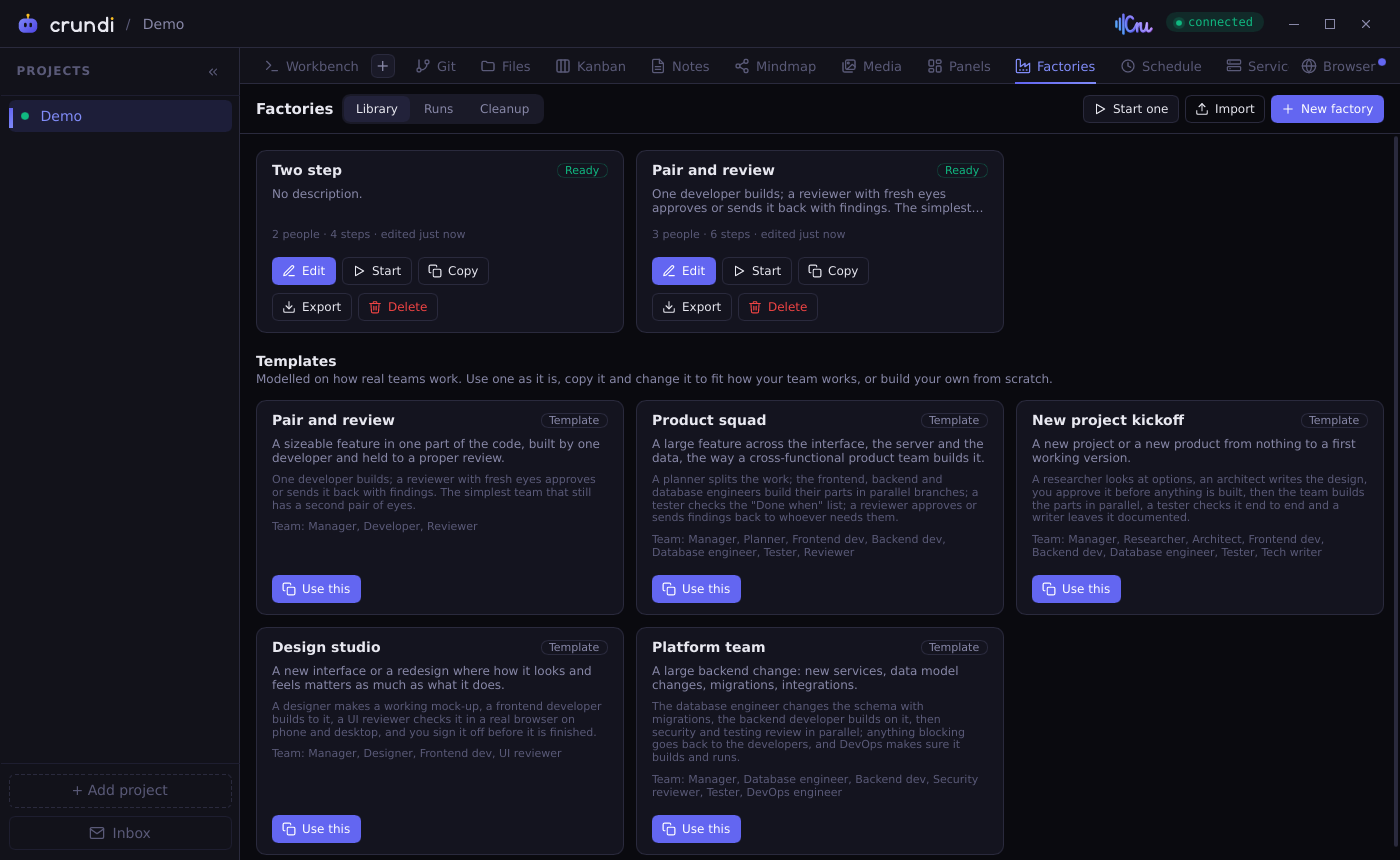 crundi / Demo
Cru
connected
PROJECTS
Workbench
Git
Files
Kanban
Notes
Mindmap
Media
Panels
Factories
Schedule
Servic
Browser
Demo
Factories
Library
Runs
Cleanup
Start one
Import
New factory
Two step
Ready
No description.
2 people · 4 steps · edited just now
Edit
Start
Copy
Export
Delete
Pair and review
Ready
One developer builds; a reviewer with fresh eyes
approves or sends it back with findings. The simplest...
3 people · 6 steps · edited just now
Edit
Start
Copy
Export
Delete
Templates
Modelled on how real teams work. Use one as it is, copy it and change it to fit how your team works, or build your own from scratch.
Pair and review
Template
A sizeable feature in one part of the code, built by one
developer and held to a proper review.
One developer builds; a reviewer with fresh eyes approves
or sends it back with findings. The simplest team that still
has a second pair of eyes.
Team: Manager, Developer, Reviewer
Use this
Product squad
Template
A large feature across the interface, the server and the
data, the way a cross-functional product team builds it.
A planner splits the work; the frontend, backend and
database engineers build their parts in parallel branches; a
tester checks the "Done when" list; a reviewer approves or
sends findings back to whoever needs them.
Team: Manager, Planner, Frontend dev, Backend dev,
Database engineer, Tester, Reviewer
Use this
New project kickoff
Template
A new project or a new product from nothing to a first
working version.
A researcher looks at options, an architect writes the design,
you approve it before anything is built, then the team builds
the parts in parallel, a tester checks it end to end and a
writer leaves it documented.
Team: Manager, Researcher, Architect, Frontend dev,
Backend dev, Database engineer, Tester, Tech writer
Use this
Design studio
Template
A new interface or a redesign where how it looks and
feels matters as much as what it does.
A designer makes a working mock-up, a frontend developer
builds to it, a UI reviewer checks it in a real browser on
phone and desktop, and you sign it off before it is finished.
Team: Manager, Designer, Frontend dev, UI reviewer
Use this
Platform team
Template
A large backend change: new services, data model
changes, migrations, integrations.
The database engineer changes the schema with
migrations, the backend developer builds on it, then
security and testing review in parallel; anything blocking
goes back to the developers, and DevOps makes sure it
builds and runs.
Team: Manager, Database engineer, Backend dev, Security
reviewer, Tester, DevOps engineer
Use this
+ Add project
Inbox